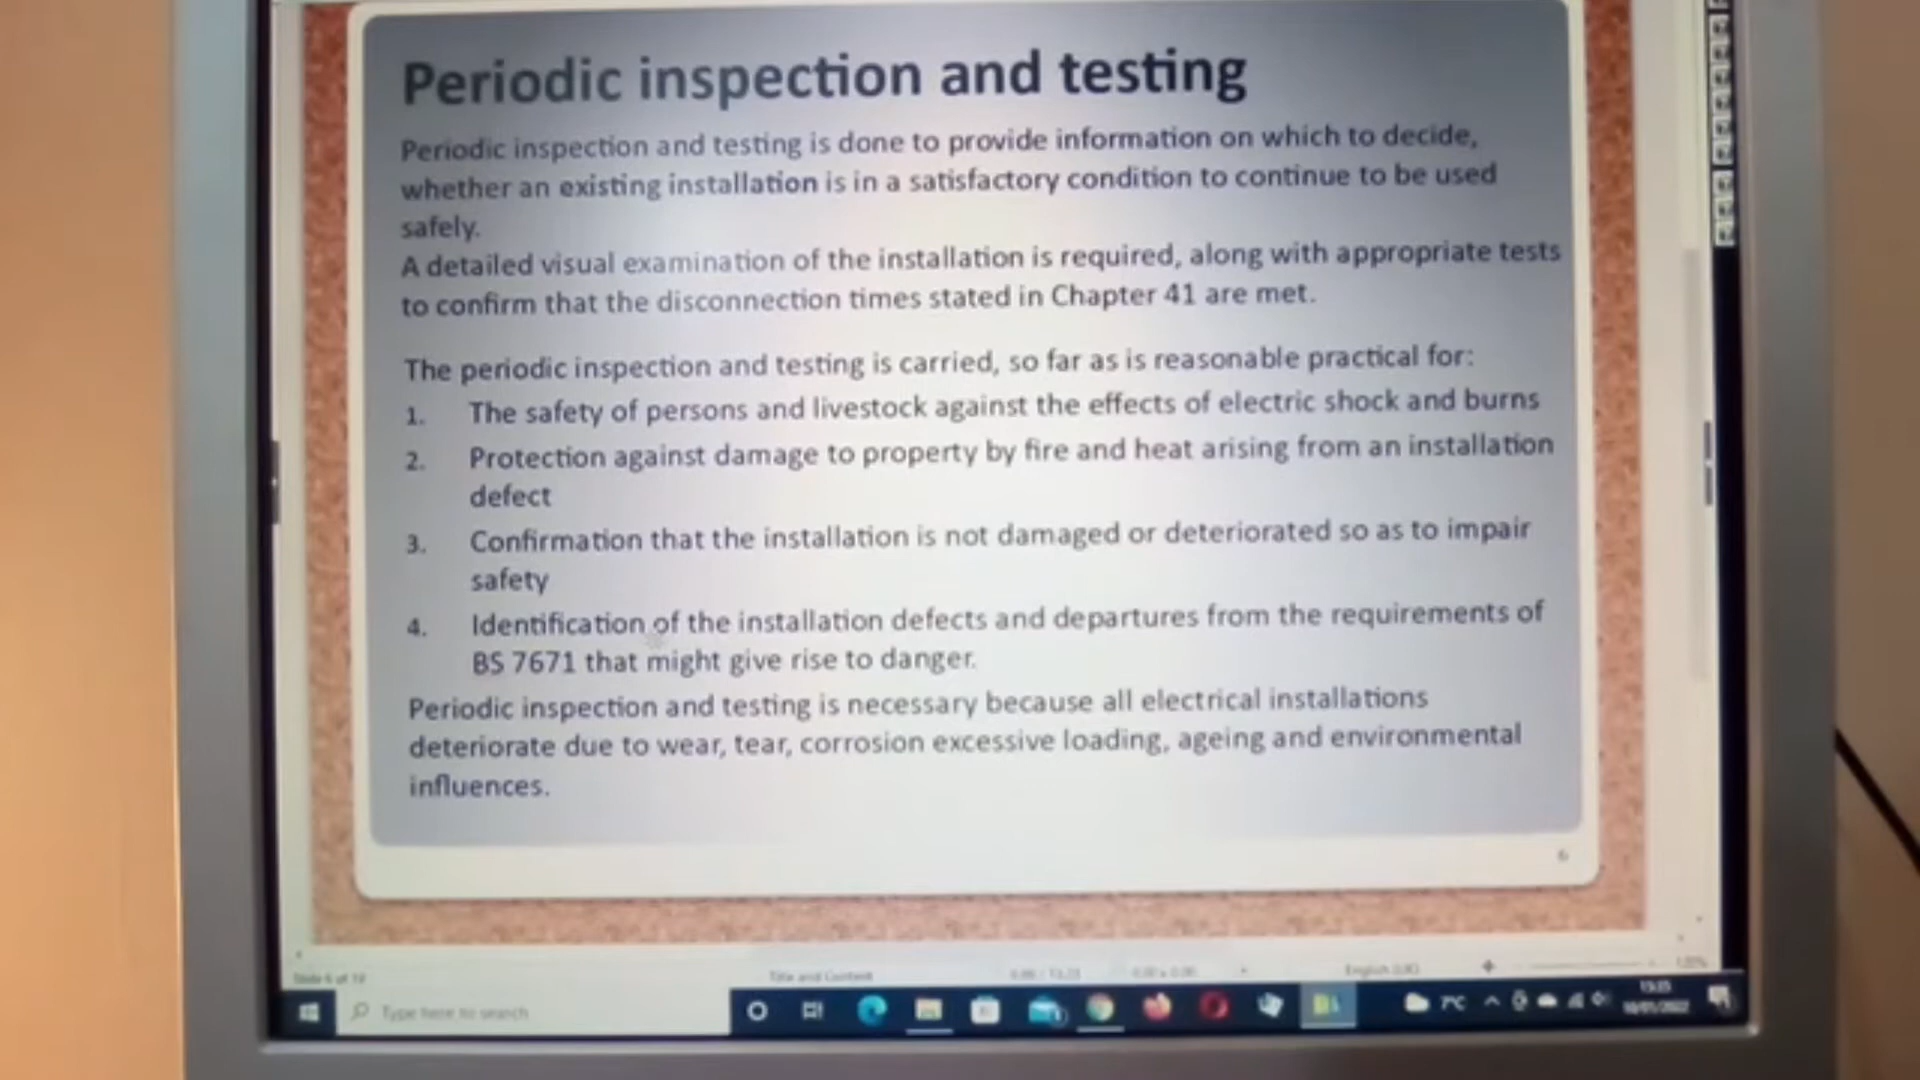 Periodic inspection and testing
Periodic inspection and testing is done to provide information on which to decide,
whether an existing installation is in a satisfactory condition to continue to be used
safely.
A detailed visual examination of the installation is required, along with appropriate tests
to confirm that the disconnection times stated in Chapter 41 are met.
The periodic inspection and testing is carried, so far as is reasonable practical for:
1. The safety of persons and livestock against the effects of electric shock and burns
2. Protection against damage to property by fire and heat arising from an installation
defect
3. Confirmation that the installation is not damaged or deteriorated so as to impair
safety
4. Identification of the installation defects and departures from the requirements of
BS 7671 that might give rise to danger.
Periodic inspection and testing is necessary because all electrical installations
deteriorate due to wear, tear, corrosion excessive loading, ageing and environmental
influences.
6
Title and Content
Type here to search
7°C